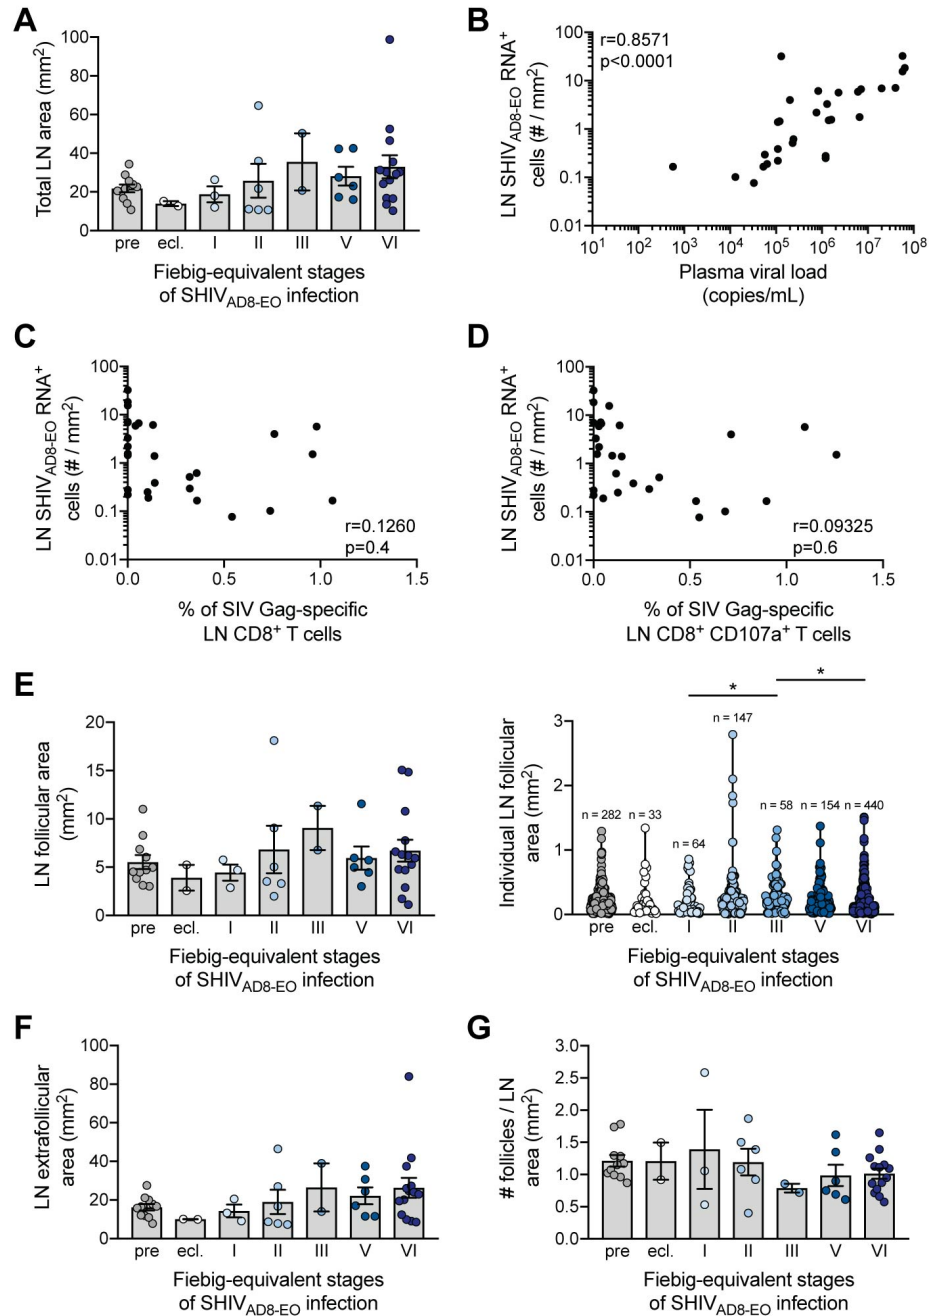 A
Total LN area (mm²)
100
80
60
40
20
0
pre ecl. I II III V VI
Fiebig-equivalent stages
of SHIVAD8-EO infection
B
LN SHIVAD8-EO RNA⁺
cells (# / mm²)
r=0.8571
p<0.0001
100
10
1
0.1
0.01
10¹ 10² 10³ 10⁴ 10⁵ 10⁶ 10⁷ 10⁸
Plasma viral load
(copies/mL)
C
LN SHIVAD8-EO RNA⁺
cells (# / mm²)
100
10
1
0.1
0.01
r=0.1260
p=0.4
0.0 0.5 1.0 1.5
% of SIV Gag-specific
LN CD8⁺ T cells
D
LN SHIVAD8-EO RNA⁺
cells (# / mm²)
100
10
1
0.1
0.01
r=0.09325
p=0.6
0.0 0.5 1.0 1.5
% of SIV Gag-specific
LN CD8⁺ CD107a⁺ T cells
E
LN follicular area
(mm²)
20
15
10
5
0
pre ecl. I II III V VI
Fiebig-equivalent stages
of SHIVAD8-EO infection
Individual LN follicular
area (mm²)
3
2
1
0
* *
n = 147
n = 282 n = 33 n = 64 n = 58 n = 154 n = 440
pre ecl. I II III V VI
Fiebig-equivalent stages
of SHIVAD8-EO infection
F
LN extrafollicular
area (mm²)
100
80
60
40
20
0
pre ecl. I II III V VI
Fiebig-equivalent stages
of SHIVAD8-EO infection
G
# follicles / LN
area (mm²)
3.0
2.5
2.0
1.5
1.0
0.5
0.0
pre ecl. I II III V VI
Fiebig-equivalent stages
of SHIVAD8-EO infection